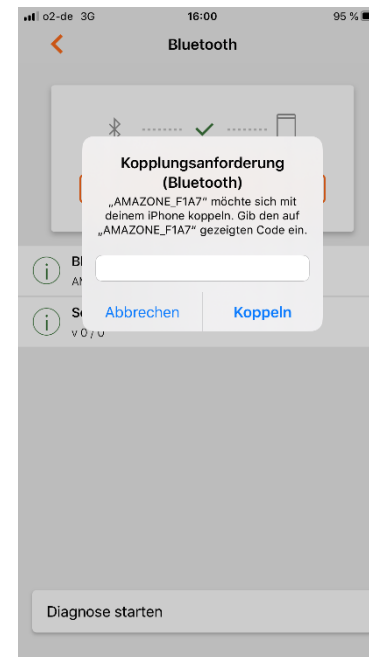 o2-de 3G 16:00 95 %
Bluetooth
Kopplungsanforderung
(Bluetooth)
„AMAZONE_F1A7“ möchte sich mit
deinem iPhone koppeln. Gib den auf
„AMAZONE_F1A7“ gezeigten Code ein.
Bl
Abbrechen Koppeln
v 0 / 0
Diagnose starten